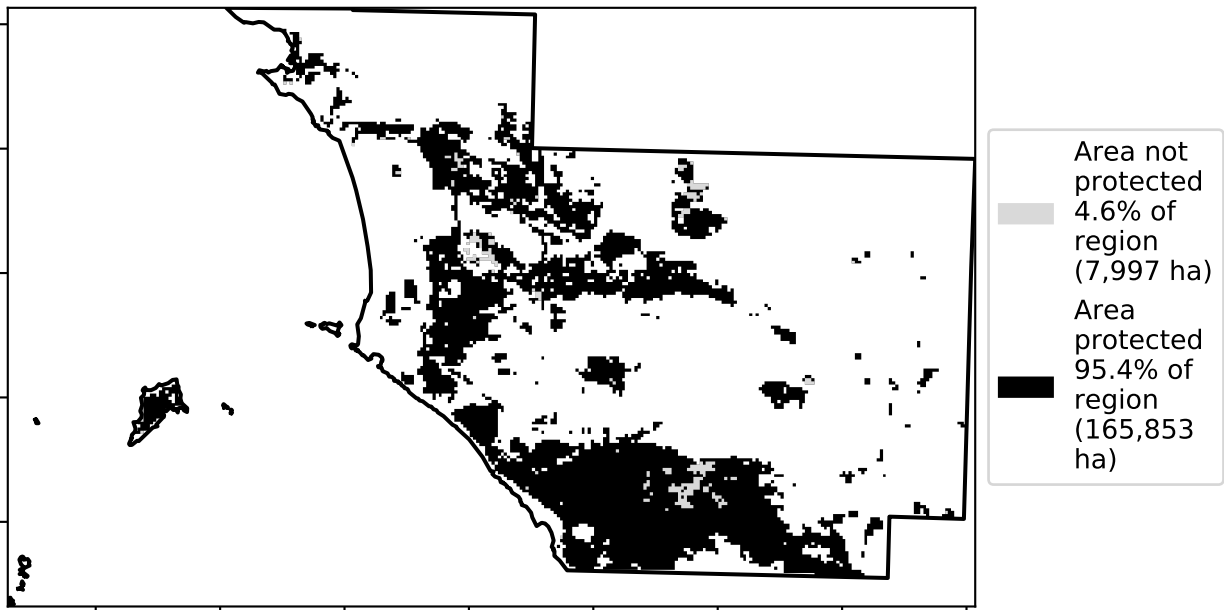 Area not
protected
4.6% of
region
(7,997 ha)
Area
protected
95.4% of
region
(165,853
ha)